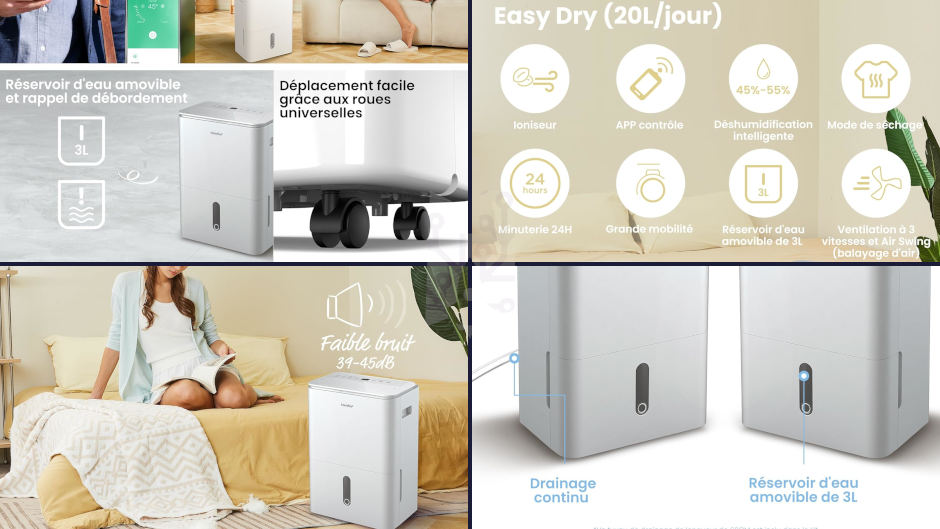 Réservoir d'eau amovible
et rappel de débordement
3L
Déplacement facile
grâce aux roues
universelles
Easy Dry (20L/jour)
45%-55%
Ioniseur
APP contrôle
Déshumidification
intelligente
Mode de séchage
24
hours
3L
Minuterie 24H
Grande mobilité
Réservoir d'eau
amovible de 3L
Ventilation à 3
vitesses et Air Swing
(balayage d'air)
Faible bruit
39-45dB
Drainage
continu
Réservoir d'eau
amovible de 3L